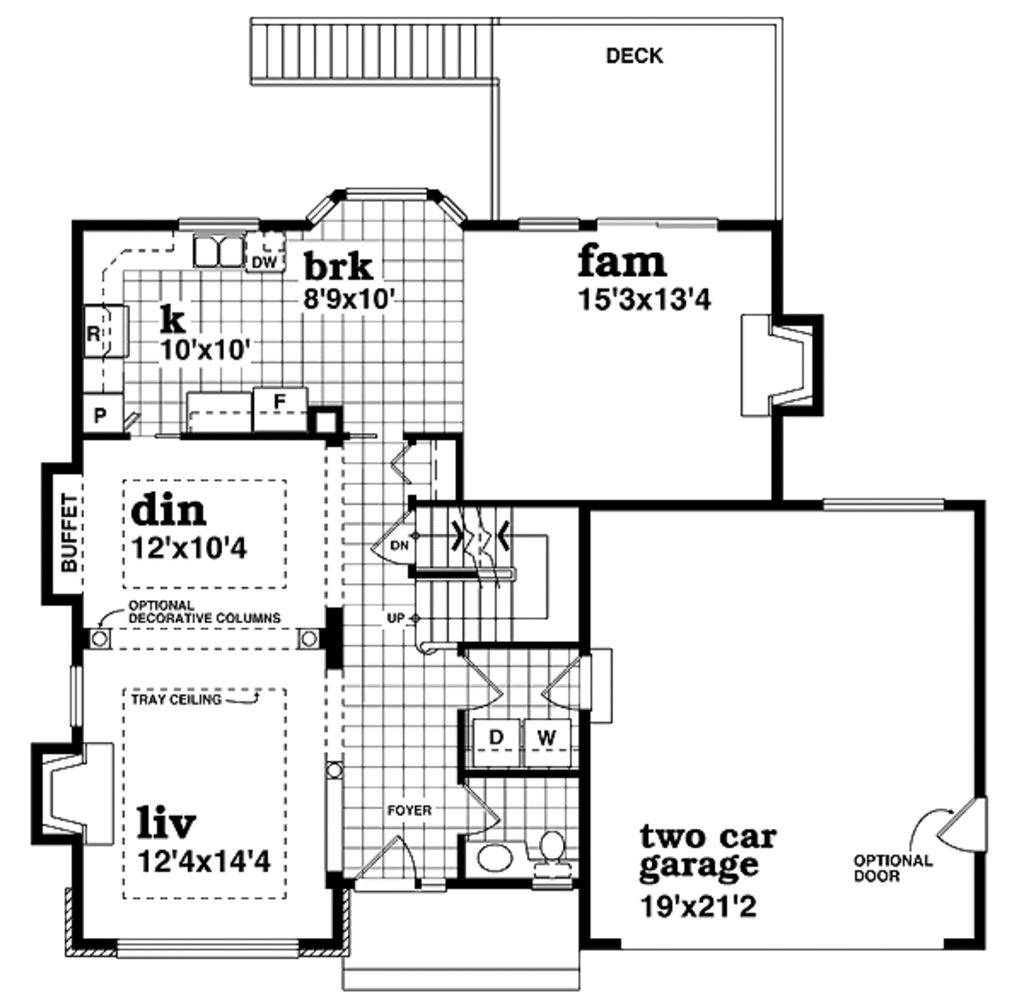 DECK
brk
8'9x10'
fam
15'3x13'4
DW
R
k
10'x10'
P
F
BUFFET
din
12'x10'4
DN
OPTIONAL
DECORATIVE COLUMNS
UP
TRAY CEILING
D
W
liv
12'4x14'4
FOYER
two car
garage
19'x21'2
OPTIONAL
DOOR